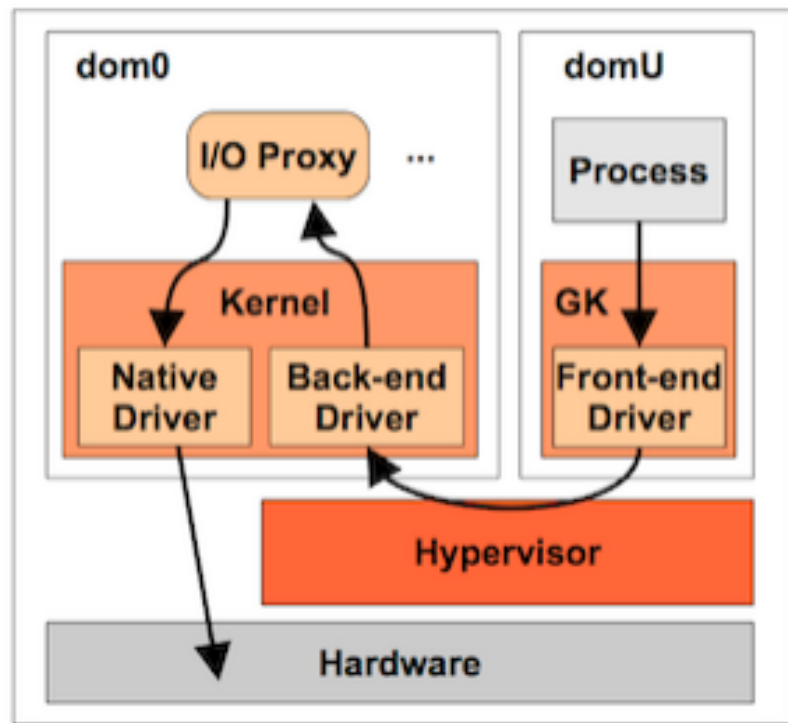 dom0
domU
I/O Proxy
...
Process
Kernel
GK
Native
Driver
Back-end
Driver
Front-end
Driver
Hypervisor
Hardware